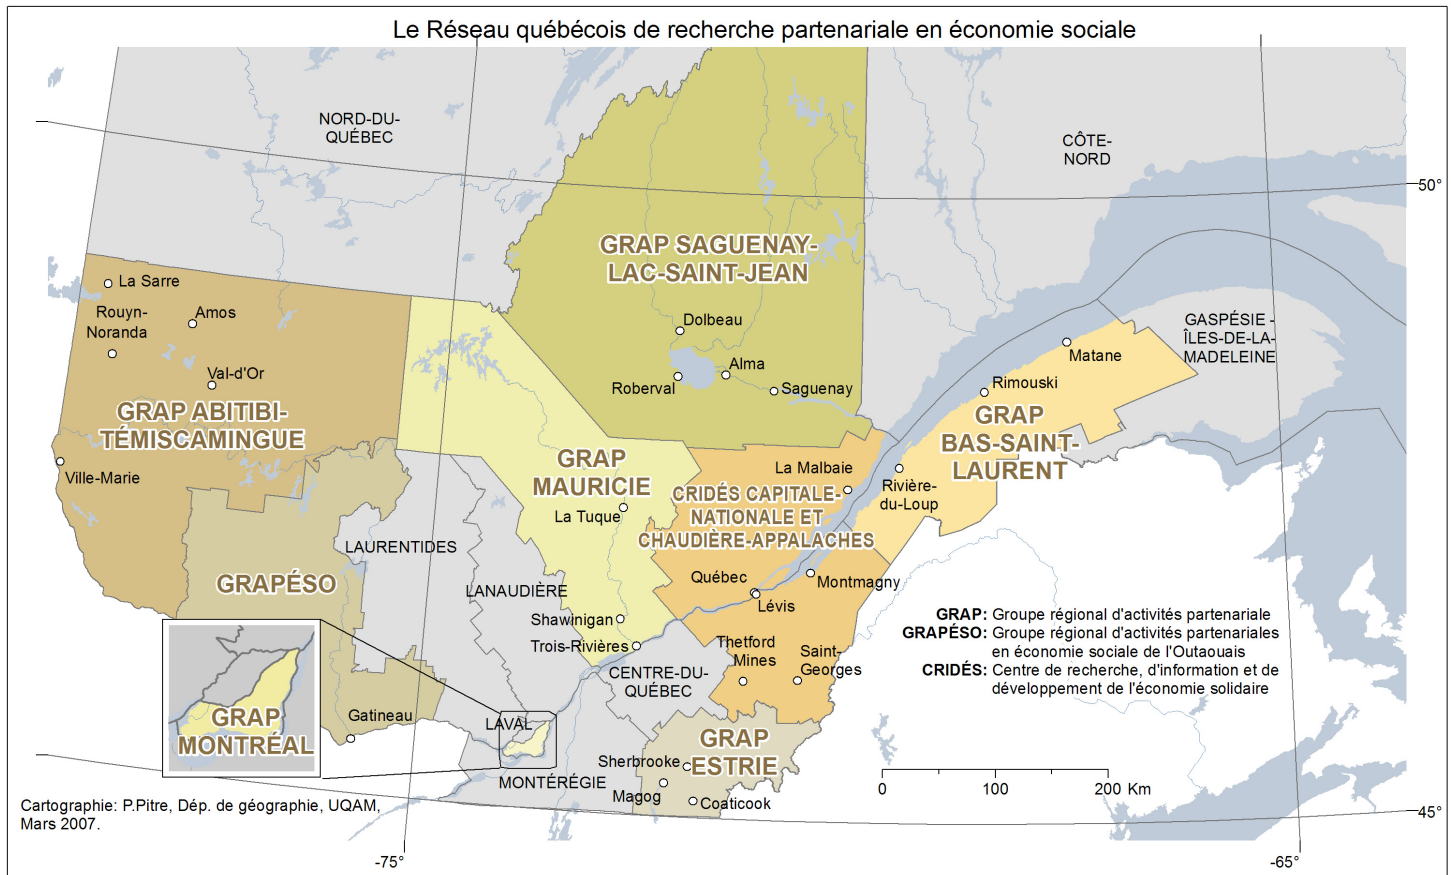 Le Réseau québécois de recherche partenariale en économie sociale
NORD-DU-
QUÉBEC
CÔTE-
NORD
50°
GRAP SAGUENAY-
LAC-SAINT-JEAN
La Sarre
Rouyn-
Noranda
Amos
Val-d'Or
GRAP ABITIBI-
TÉMISCAMINGUE
Ville-Marie
Dolbeau
Alma
Roberval
Saguenay
GASPÉSIE -
ÎLES-DE-LA-
MADELEINE
Matane
Rimouski
GRAP
BAS-SAINT-
LAURENT
Rivière-
du-Loup
GRAP
MAURICIE
La Tuque
La Malbaie
CRIDÉS CAPITALE-
NATIONALE ET
CHAUDIÈRE-APPALACHES
LAURENTIDES
GRAPÉSO
LANAUDIÈRE
Québec
Lévis
Montmagny
Shawinigan
Trois-Rivières
Thetford
Mines
Saint-
Georges
CENTRE-DU-
QUÉBEC
GRAP: Groupe régional d'activités partenariale
GRAPÉSO: Groupe régional d'activités partenariales
en économie sociale de l'Outaouais
CRIDÉS: Centre de recherche, d'information et de
développement de l'économie solidaire
GRAP
MONTRÉAL
Gatineau
LAVAL
MONTÉRÉGIE
GRAP
ESTRIE
Sherbrooke
Magog
Coaticook
0 100 200 Km
Cartographie: P.Pitre, Dép. de géographie, UQAM,
Mars 2007.
45°
-75°
-65°